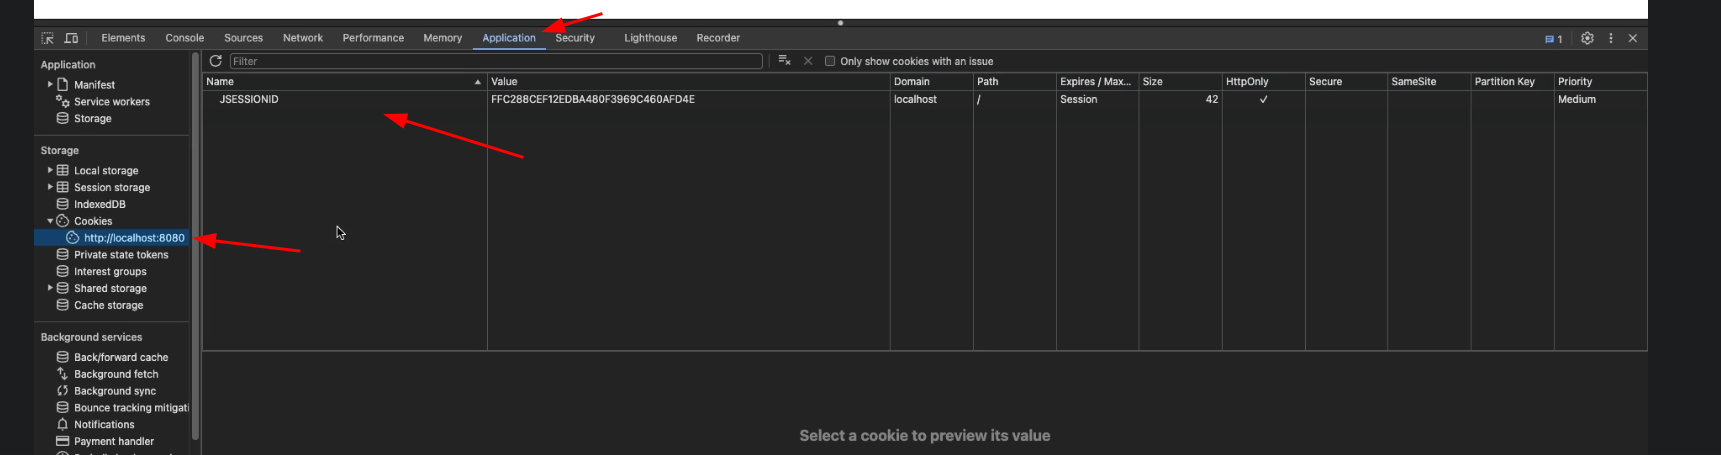 Elements Console Sources Network Performance Memory Application Security Lighthouse Recorder 1
Application
Manifest
Service workers
Storage
Storage
Local storage
Session storage
IndexedDB
Cookies
http://localhost:8080
Private state tokens
Interest groups
Shared storage
Cache storage
Background services
Back/forward cache
Background fetch
Background sync
Bounce tracking mitigati
Notifications
Payment handler
Filter Only show cookies with an issue
Name Value Domain Path Expires / Max... Size HttpOnly Secure SameSite Partition Key Priority
JSESSIONID FFC288CEF12EDBA480F3969C460AFD4E localhost / Session 42 ✓ Medium
Select a cookie to preview its value